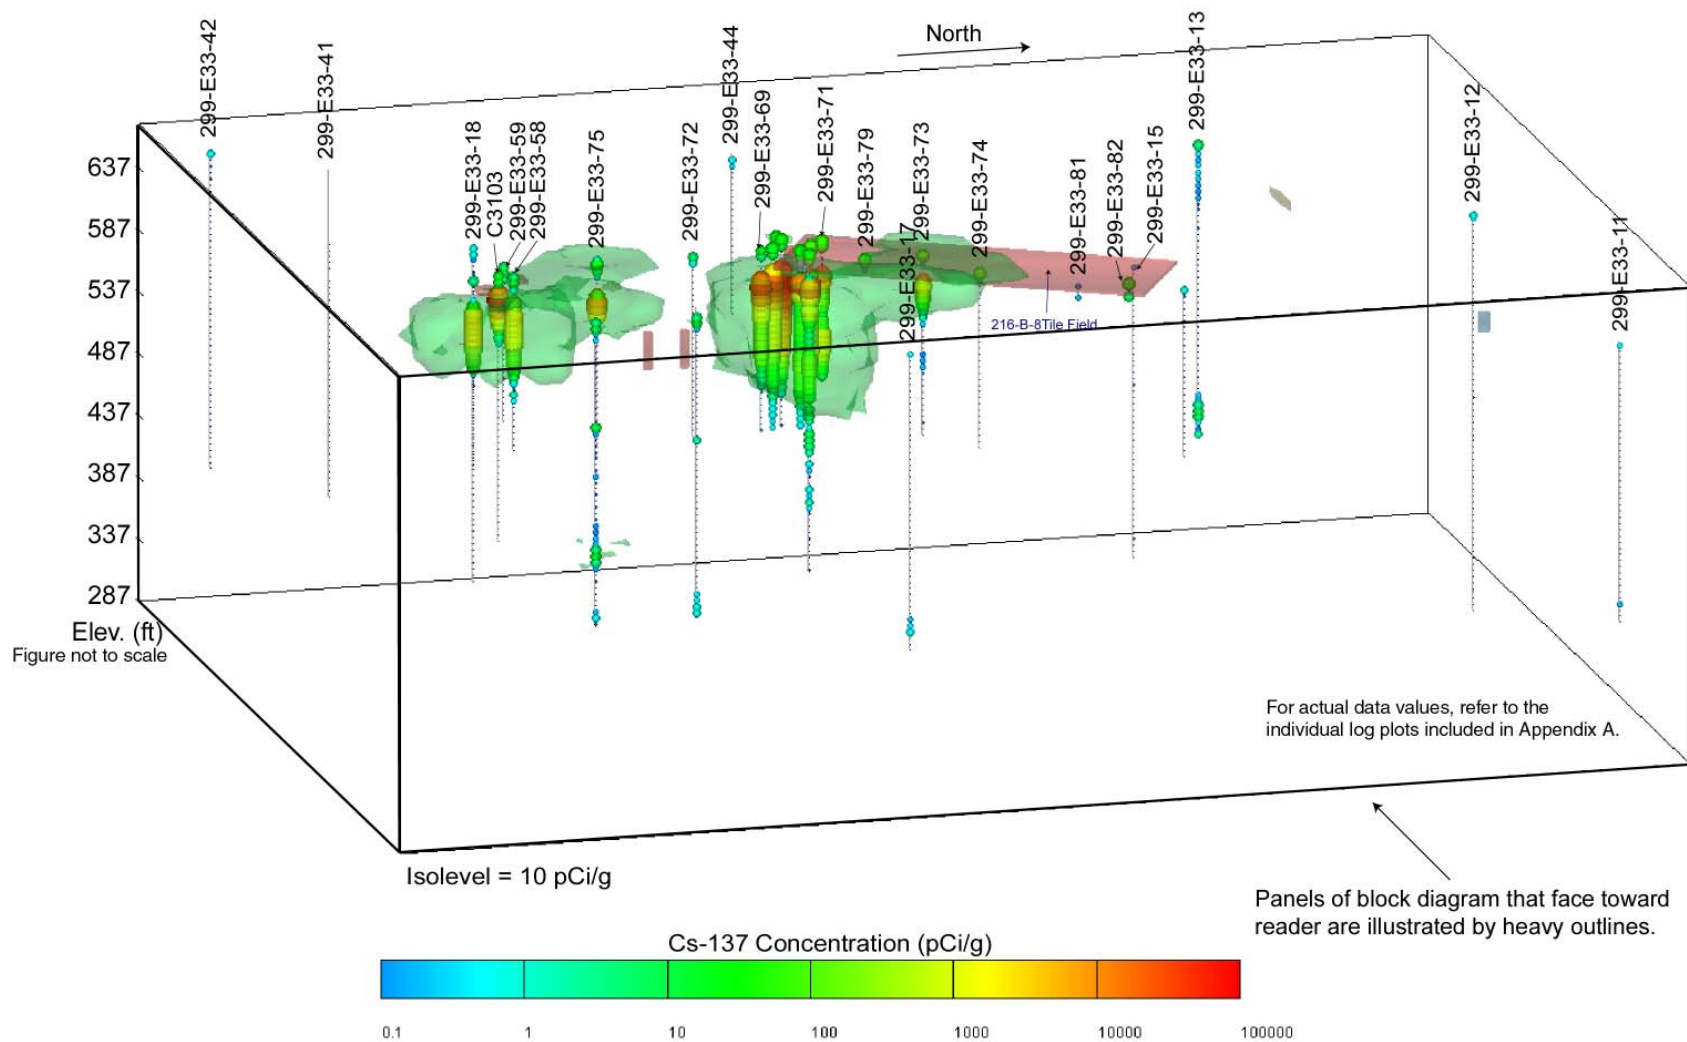 North
299-E33-42
299-E33-41
299-E33-18
C3103
299-E33-59
299-E33-58
299-E33-75
299-E33-72
299-E33-44
299-E33-69
299-E33-71
299-E33-79
299-E33-17
299-E33-73
299-E33-74
299-E33-81
299-E33-82
299-E33-15
299-E33-13
299-E33-12
299-E33-11
637
587
537
487
437
387
337
287
Elev. (ft)
Figure not to scale
216-B-8Tile Field
For actual data values, refer to the
individual log plots included in Appendix A.
Isolevel = 10 pCi/g
Panels of block diagram that face toward
reader are illustrated by heavy outlines.
Cs-137 Concentration (pCi/g)
0.1 1 10 100 1000 10000 100000